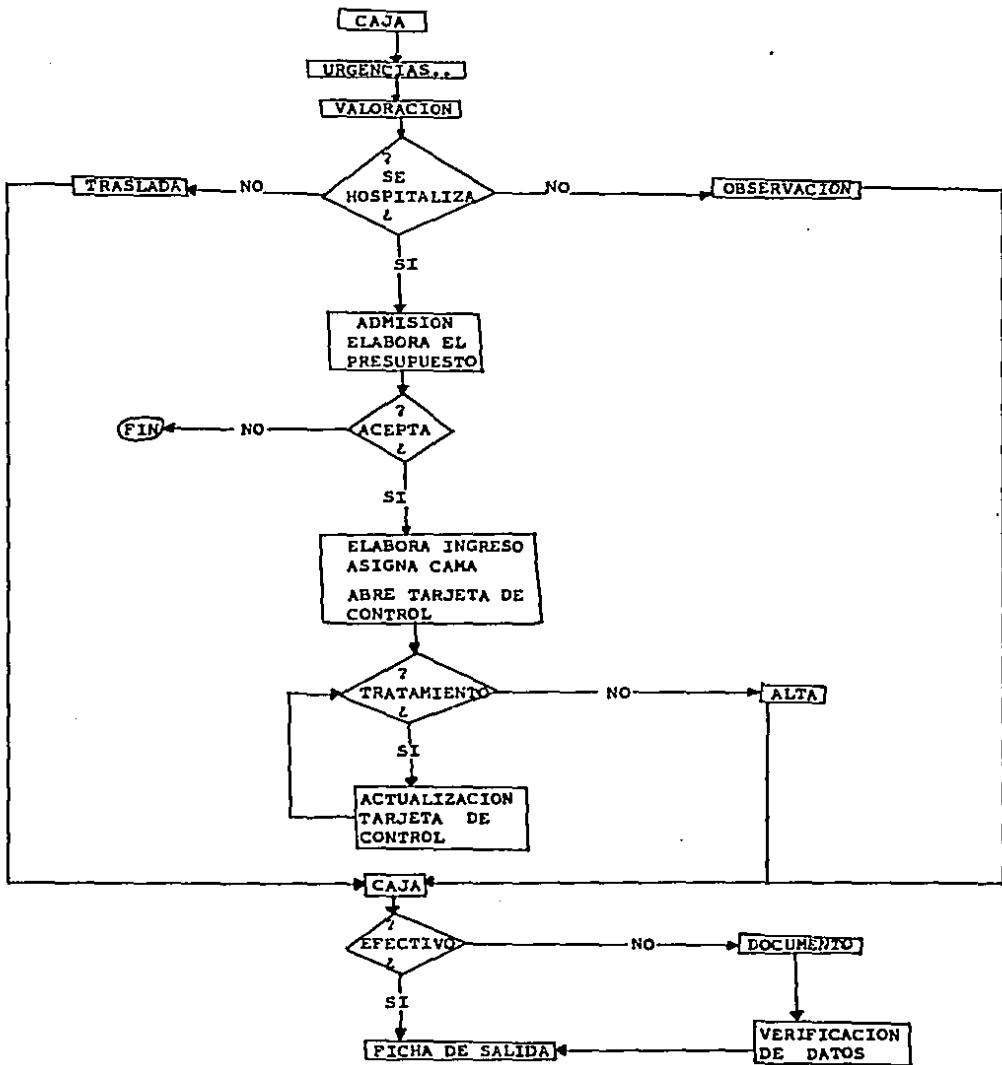 CAJA
URGENCIAS..
VALORACION
?
SE
HOSPITALIZA
¿
TRASLADA
NO
NO
OBSERVACION
SI
ADMISION
ELABORA EL
PRESUPUESTO
?
ACEPTA
¿
NO
FIN
SI
ELABORA INGRESO
ASIGNA CAMA
ABRE TARJETA DE
CONTROL
?
TRATAMIENTO
¿
NO
ALTA
SI
ACTUALIZACION
TARJETA DE
CONTROL
CAJA
?
EFECTIVO
¿
NO
DOCUMENTO
SI
VERIFICACION
DE DATOS
FICHA DE SALIDA